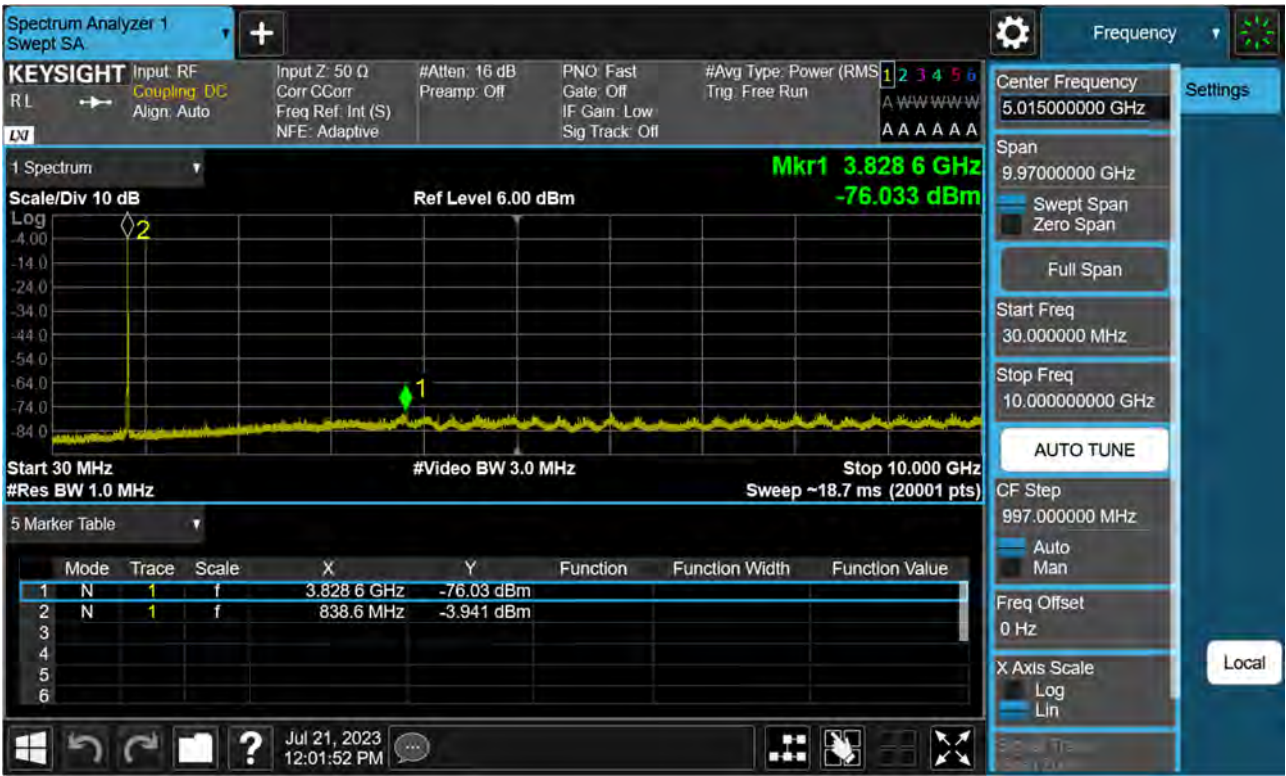 Spectrum Analyzer 1
Swept SA
+
Frequency
KEYSIGHT
R L
LXI
Input: RF
Coupling: DC
Align: Auto
Input Z: 50 Ω
Corr CCorr
Freq Ref: Int (S)
NFE: Adaptive
#Atten: 16 dB
Preamp: Off
PNO: Fast
Gate: Off
IF Gain: Low
Sig Track: Off
#Avg Type: Power (RMS
Trig: Free Run
1 2 3 4 5 6
A W W W W W
A A A A A A
1 Spectrum
Mkr1 3.828 6 GHz
Scale/Div 10 dB
Ref Level 6.00 dBm
-76.033 dBm
Log
-4.00
-14.0
-24.0
-34.0
-44.0
-54.0
-64.0
-74.0
-84.0
2
1
Start 30 MHz
#Video BW 3.0 MHz
Stop 10.000 GHz
#Res BW 1.0 MHz
Sweep ~18.7 ms (20001 pts)
5 Marker Table
Mode Trace Scale X Y Function Function Width Function Value
1 N 1 f 3.828 6 GHz -76.03 dBm
2 N 1 f 838.6 MHz -3.941 dBm
3
4
5
6
?
Jul 21, 2023
12:01:52 PM
Center Frequency
5.015000000 GHz
Span
9.97000000 GHz
Swept Span
Zero Span
Full Span
Start Freq
30.000000 MHz
Stop Freq
10.000000000 GHz
AUTO TUNE
CF Step
997.000000 MHz
Auto
Man
Freq Offset
0 Hz
X Axis Scale
Log
Lin
Settings
Local